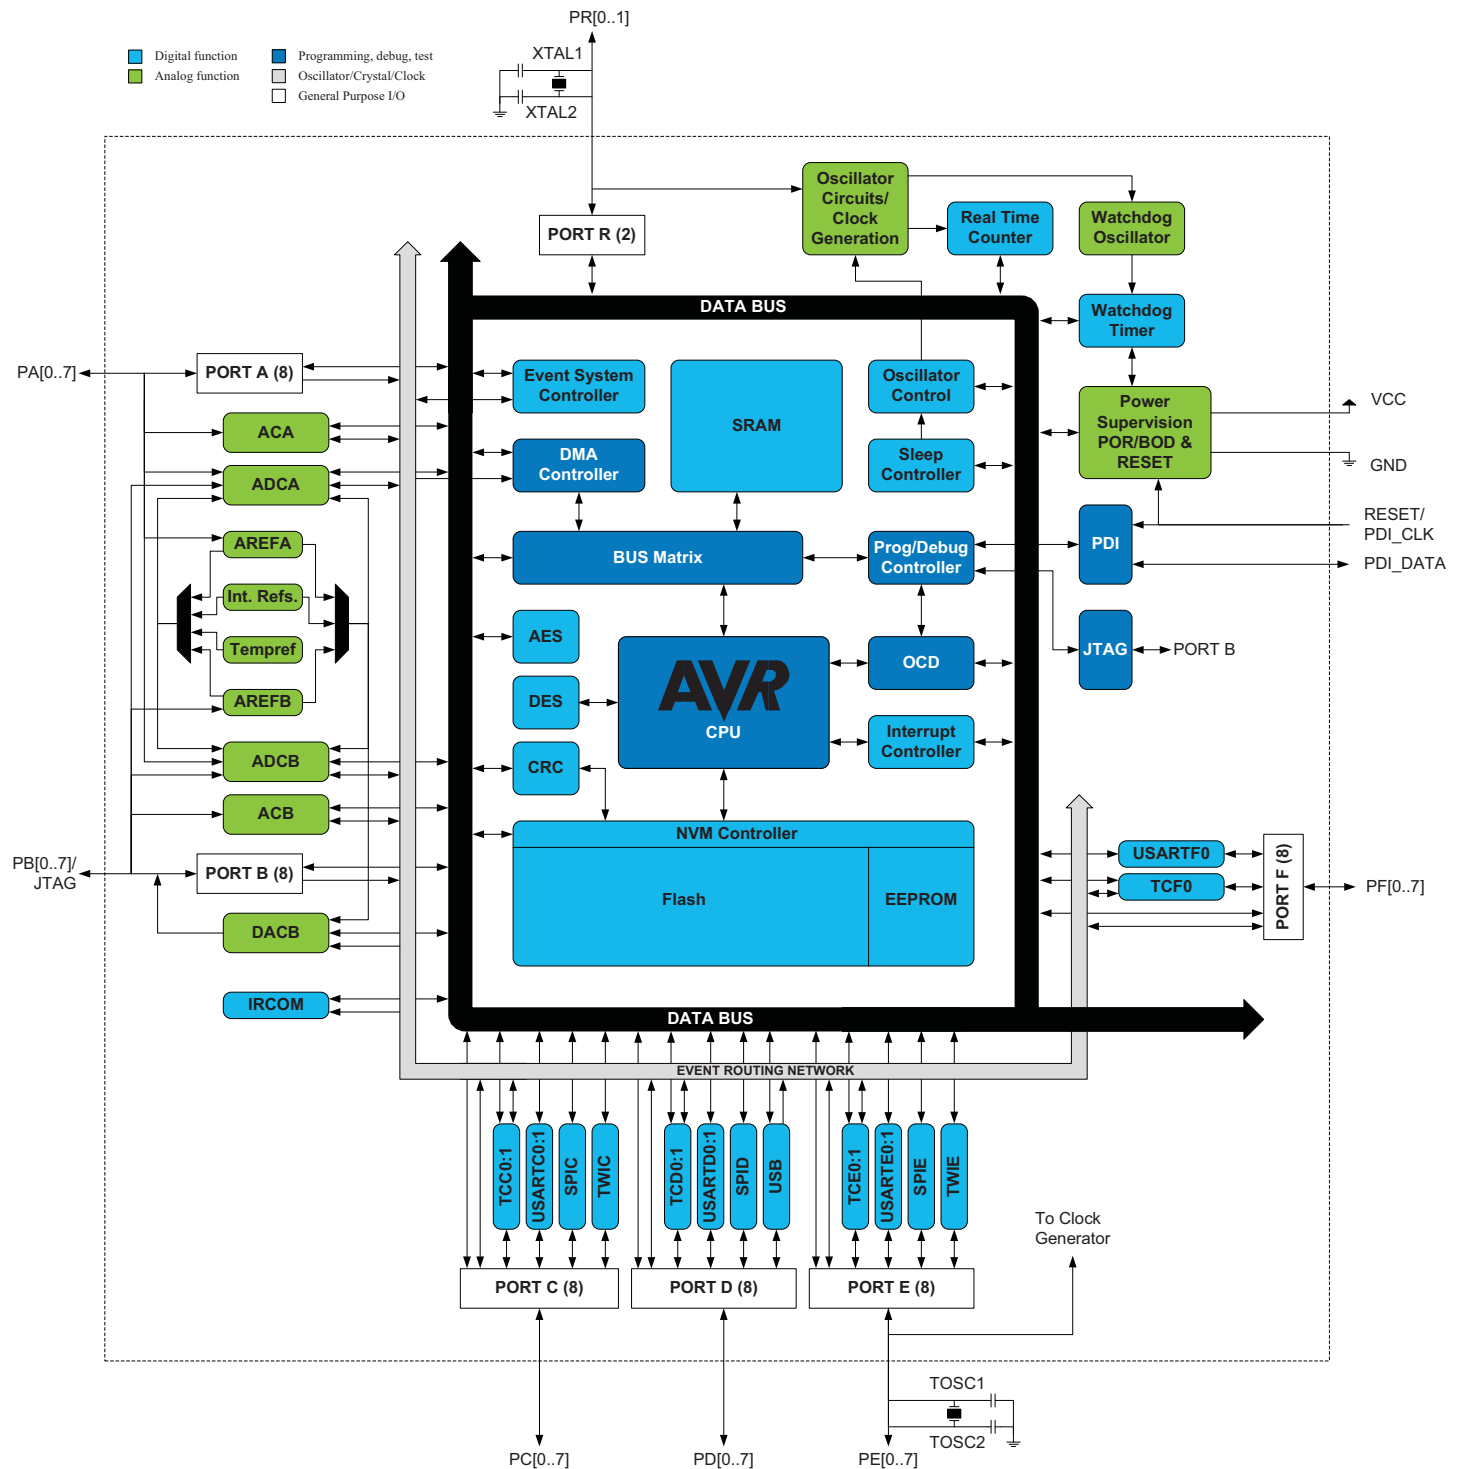 PR[0..1]
Digital function
Analog function
Programming, debug, test
Oscillator/Crystal/Clock
General Purpose I/O
XTAL1
XTAL2
Oscillator
Circuits/
Clock
Generation
Real Time
Counter
Watchdog
Oscillator
PORT R (2)
DATA BUS
Watchdog
Timer
PA[0..7]
PORT A (8)
Event System
Controller
SRAM
Oscillator
Control
Power
Supervision
POR/BOD &
RESET
VCC
GND
ACA
DMA
Controller
Sleep
Controller
ADCA
RESET/
PDI_CLK
PDI
PDI_DATA
AREFA
BUS Matrix
Prog/Debug
Controller
Int. Refs.
AES
Tempref
AVR
CPU
OCD
JTAG
PORT B
AREFB
DES
Interrupt
Controller
ADCB
CRC
ACB
NVM Controller
Flash
EEPROM
USARTF0
TCF0
PORT F (8)
PF[0..7]
PB[0..7]/
JTAG
PORT B (8)
DACB
IRCOM
DATA BUS
EVENT ROUTING NETWORK
TCC0:1
USARTC0:1
SPIC
TWIC
TCD0:1
USARTD0:1
SPID
USB
TCE0:1
USARTE0:1
SPIE
TWIE
To Clock
Generator
PORT C (8)
PORT D (8)
PORT E (8)
TOSC1
TOSC2
PC[0..7]
PD[0..7]
PE[0..7]